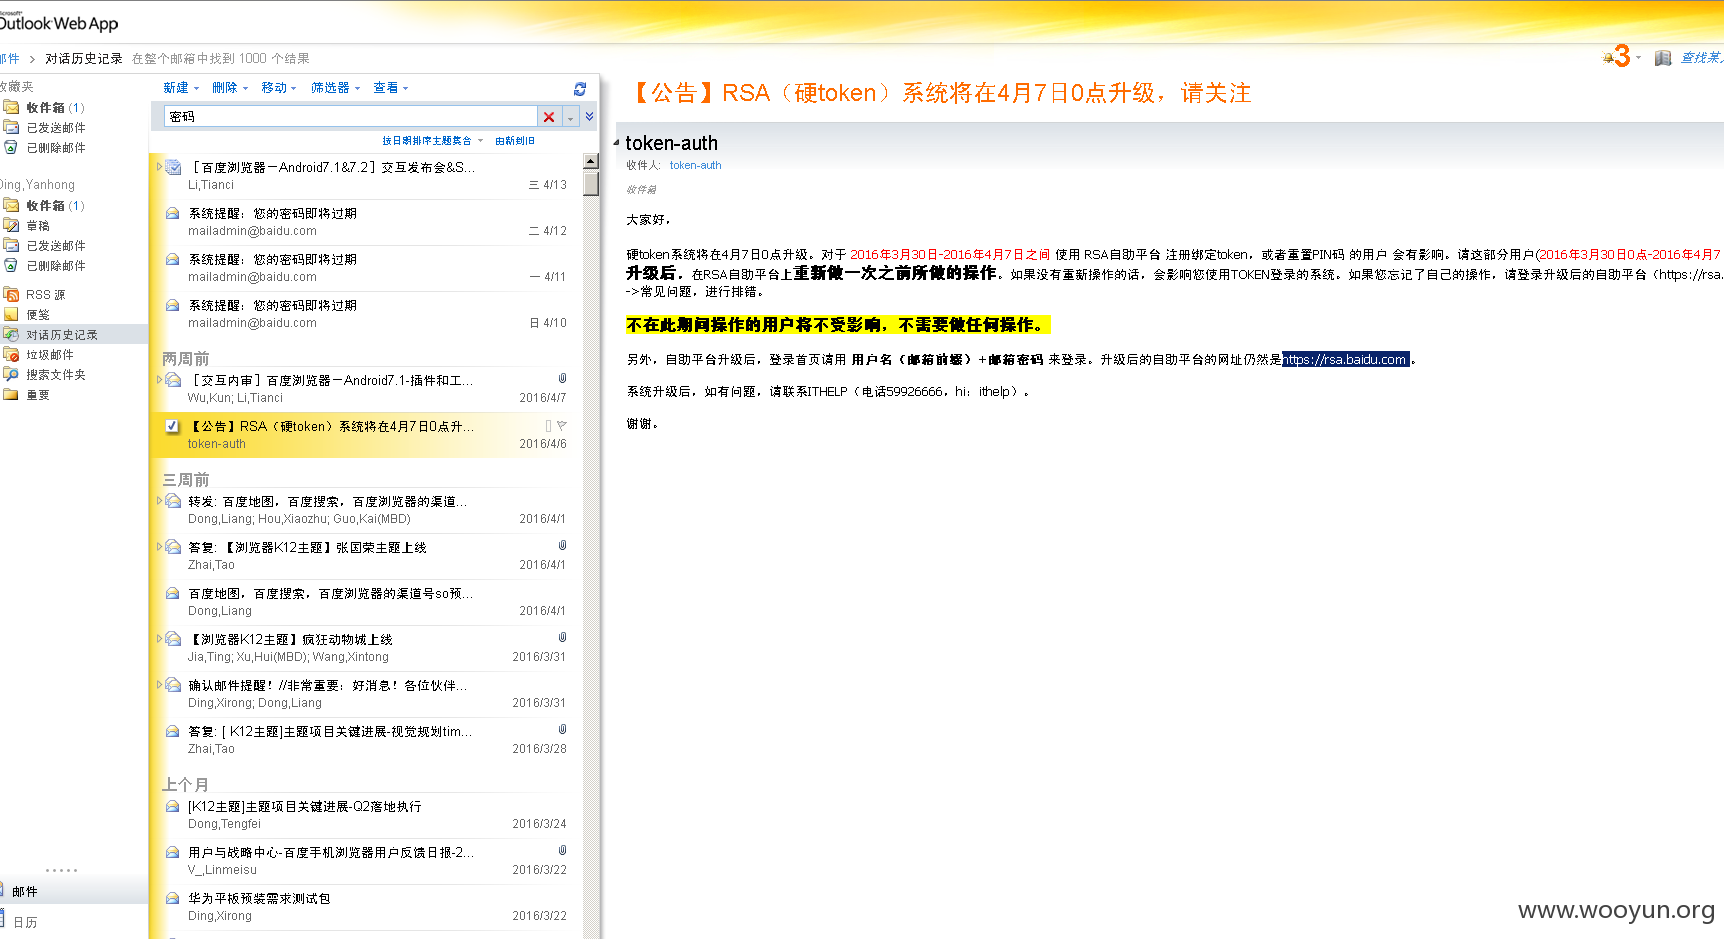 Microsoft
Outlook Web App
邮件 > 对话历史记录 在整个邮箱中找到 1000 个结果
3
查找某人
收藏夹
收件箱 (1)
已发送邮件
已删除邮件
Ding,Yanhong
收件箱 (1)
草稿
已发送邮件
已删除邮件
RSS 源
便笺
对话历史记录
垃圾邮件
搜索文件夹
重要
邮件
日历
新建 删除 移动 筛选器 查看
密码
按日期排序主题集合 由新到旧
［百度浏览器—Android7.1&7.2］交互发布会&S...
Li,Tianci 三 4/13
系统提醒：您的密码即将过期
mailadmin@baidu.com 二 4/12
系统提醒：您的密码即将过期
mailadmin@baidu.com 一 4/11
系统提醒：您的密码即将过期
mailadmin@baidu.com 日 4/10
两周前
［交互内审］百度浏览器—Android7.1-插件和工...
Wu,Kun; Li,Tianci 2016/4/7
【公告】RSA（硬token）系统将在4月7日0点升...
token-auth 2016/4/6
三周前
转发: 百度地图，百度搜索，百度浏览器的渠道...
Dong,Liang; Hou,Xiaozhu; Guo,Kai(MBD) 2016/4/1
答复: 【浏览器K12主题】张国荣主题上线
Zhai,Tao 2016/4/1
百度地图，百度搜索，百度浏览器的渠道号so预...
Dong,Liang 2016/4/1
【浏览器K12主题】疯狂动物城上线
Jia,Ting; Xu,Hui(MBD); Wang,Xintong 2016/3/31
确认邮件提醒！//非常重要：好消息！各位伙伴...
Ding,Xirong; Dong,Liang 2016/3/31
答复: [ K12主题]主题项目关键进展-视觉规划tim...
Zhai,Tao 2016/3/28
上个月
[K12主题]主题项目关键进展-Q2落地执行
Dong,Tengfei 2016/3/24
用户与战略中心-百度手机浏览器用户反馈日报-2...
V_,Linmeisu 2016/3/22
华为平板预装需求测试包
Ding,Xirong 2016/3/22
【公告】RSA（硬token）系统将在4月7日0点升级，请关注
token-auth
收件人: token-auth
收件箱
大家好，
硬token系统将在4月7日0点升级。对于 2016年3月30日-2016年4月7日之间 使用 RSA自助平台 注册绑定token，或者重置PIN码 的用户 会有影响。请这部分用户(2016年3月30日0点-2016年4月7
升级后，在RSA自助平台上重新做一次之前所做的操作。如果没有重新操作的话，会影响您使用TOKEN登录的系统。如果您忘记了自己的操作，请登录升级后的自助平台（https://rsa.
->常见问题，进行排错。
不在此期间操作的用户将不受影响，不需要做任何操作。
另外，自助平台升级后，登录首页请用 用户名（邮箱前缀）+邮箱密码 来登录。升级后的自助平台的网址仍然是https://rsa.baidu.com 。
系统升级后，如有问题，请联系ITHELP（电话59926666，hi：ithelp）。
谢谢。
www.wooyun.org